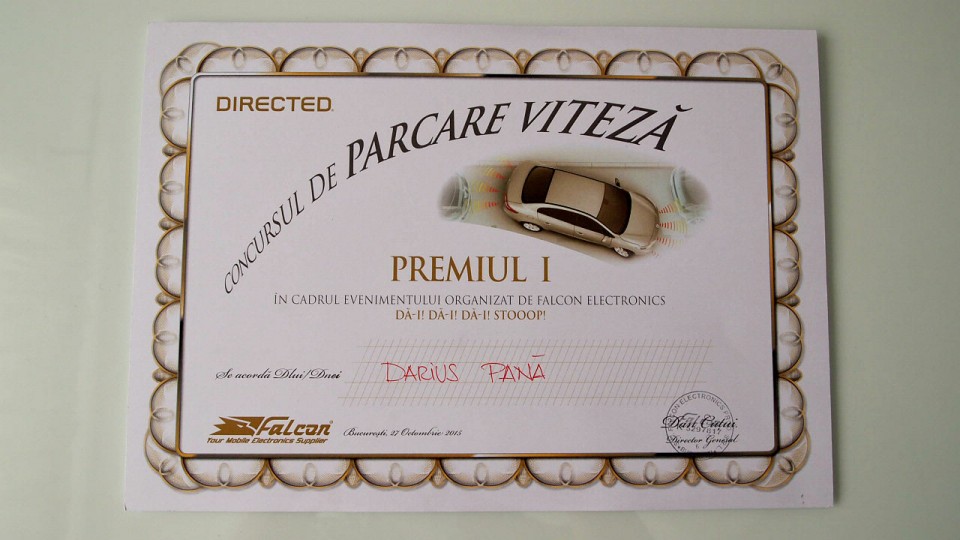 DIRECTED
CONCURSUL DE PARCARE VITEZĂ
PREMIUL I
ÎN CADRUL EVENIMENTULUI ORGANIZAT DE FALCON ELECTRONICS
DĂ-I! DĂ-I! DĂ-I! STOOOP!
Se acordă Dlui/Dnei DARIUS PANĂ
Falcon
Your Mobile Electronics Supplier
București, 27 Octombrie 2015
Director General